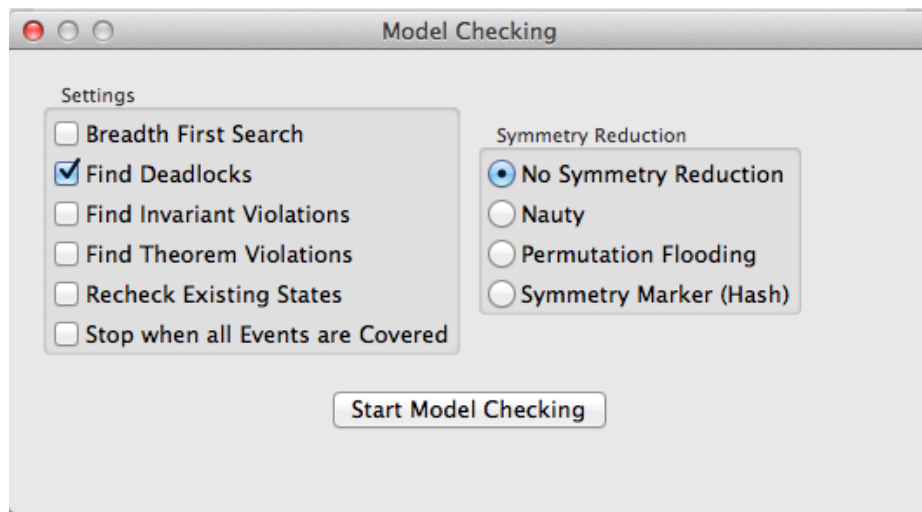 Model Checking
Settings
Breadth First Search
Find Deadlocks
Find Invariant Violations
Find Theorem Violations
Recheck Existing States
Stop when all Events are Covered
Symmetry Reduction
No Symmetry Reduction
Nauty
Permutation Flooding
Symmetry Marker (Hash)
Start Model Checking